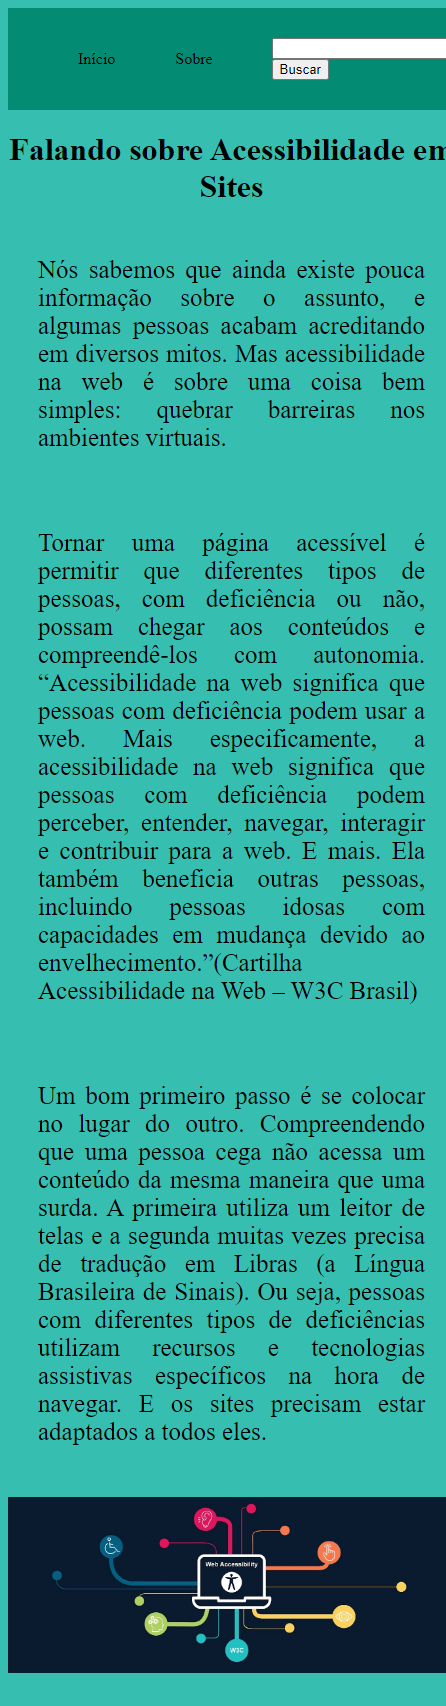 Início Sobre
Buscar
Falando sobre Acessibilidade em
Sites
Nós sabemos que ainda existe pouca
informação sobre o assunto, e
algumas pessoas acabam acreditando
em diversos mitos. Mas acessibilidade
na web é sobre uma coisa bem
simples: quebrar barreiras nos
ambientes virtuais.
Tornar uma página acessível é
permitir que diferentes tipos de
pessoas, com deficiência ou não,
possam chegar aos conteúdos e
compreendê-los com autonomia.
“Acessibilidade na web significa que
pessoas com deficiência podem usar a
web. Mais especificamente, a
acessibilidade na web significa que
pessoas com deficiência podem
perceber, entender, navegar, interagir
e contribuir para a web. E mais. Ela
também beneficia outras pessoas,
incluindo pessoas idosas com
capacidades em mudança devido ao
envelhecimento.”(Cartilha
Acessibilidade na Web – W3C Brasil)
Um bom primeiro passo é se colocar
no lugar do outro. Compreendendo
que uma pessoa cega não acessa um
conteúdo da mesma maneira que uma
surda. A primeira utiliza um leitor de
telas e a segunda muitas vezes precisa
de tradução em Libras (a Língua
Brasileira de Sinais). Ou seja, pessoas
com diferentes tipos de deficiências
utilizam recursos e tecnologias
assistivas específicos na hora de
navegar. E os sites precisam estar
adaptados a todos eles.
Web Accessibility
W3C